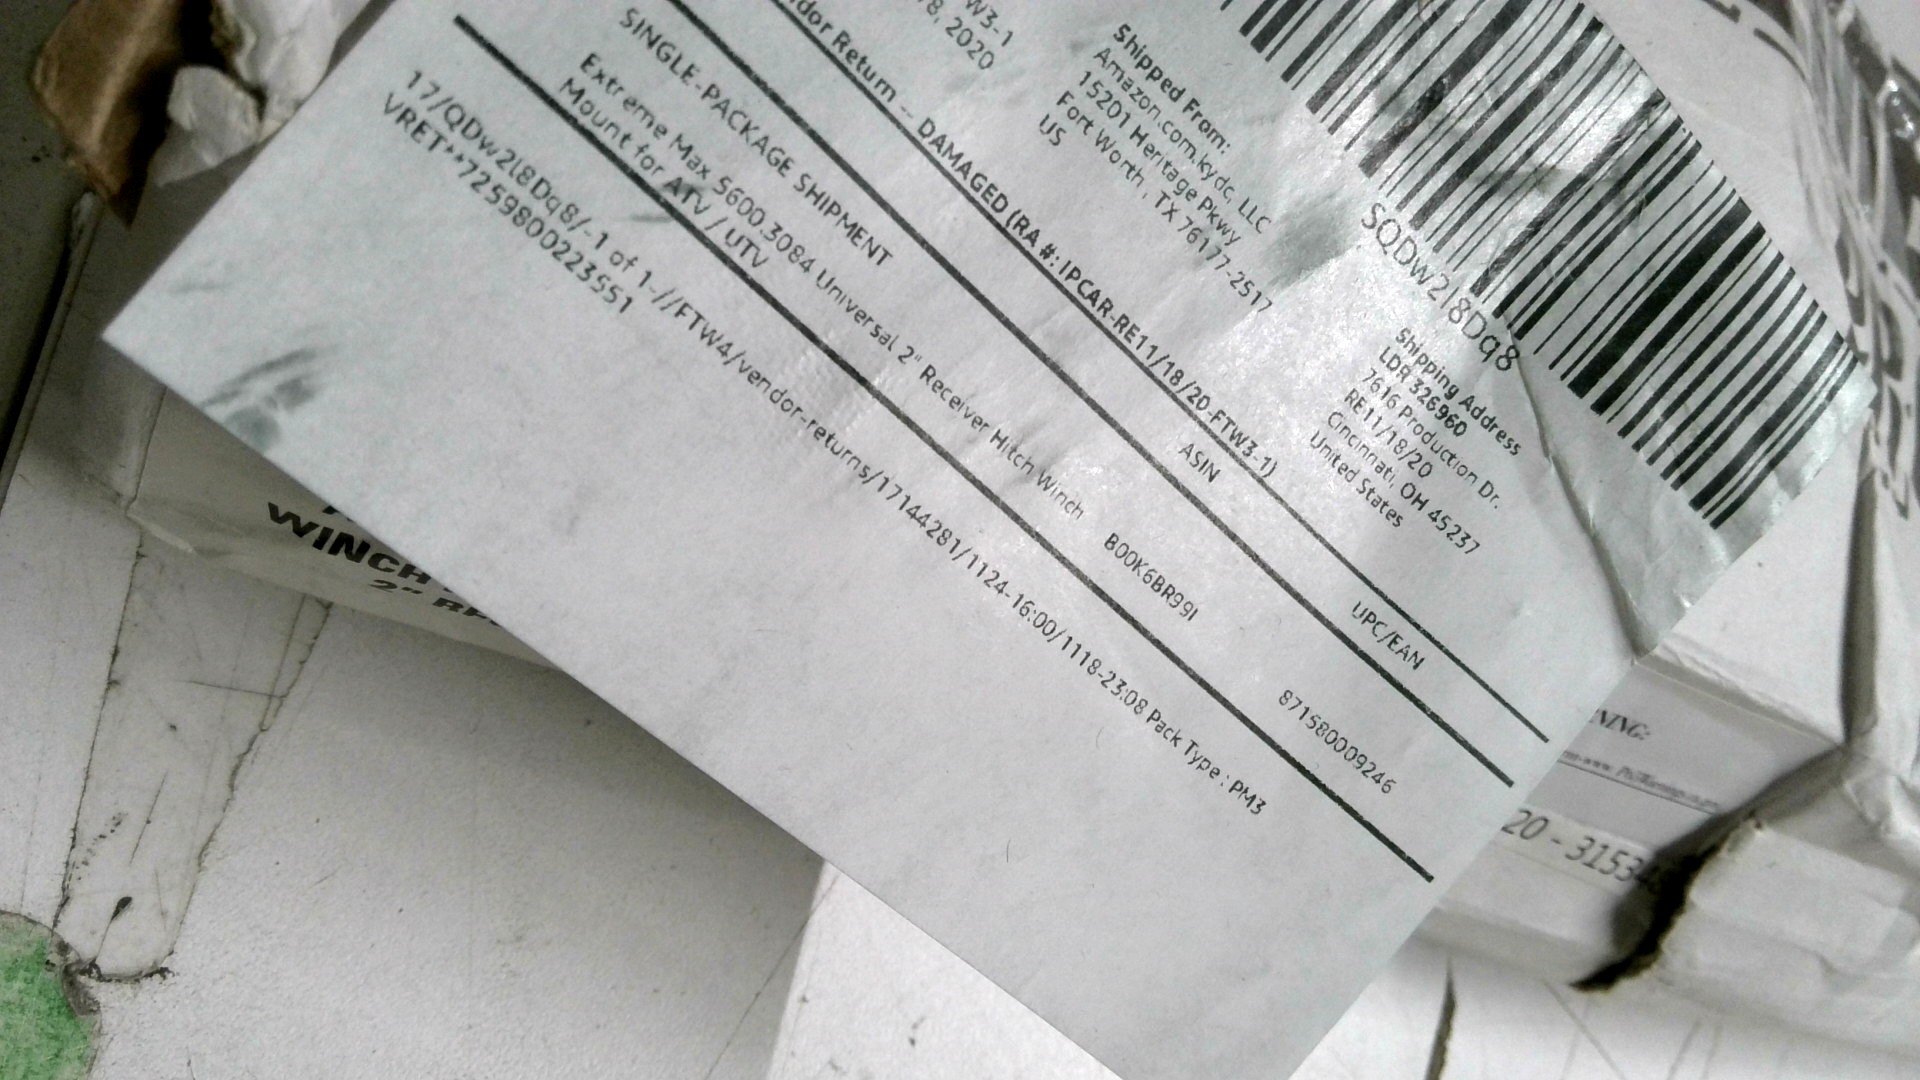 W3-1
8, 2020
Shipped From:
Amazon.com.kydc, LLC
15201 Heritage Pkwy
Fort Worth , TX 76177-2517
US
SQDw2l8Dq8
Shipping Address
LDR 326960
7616 Production Dr.
RE11/18/20
Cincinnati, OH 45237
United States
Return -- DAMAGED (RA #: IPCAR-RE11/18/20-FTW3-1)
SINGLE-PACKAGE SHIPMENT ASIN UPC/EAN
Extreme Max 5600.3084 Universal 2" Receiver Hitch Winch B00K6BR99I 871580009246
Mount for ATV / UTV
17/QDw2l8Dq8/-1 of 1-//FTW4/vendor-returns/17144281/1124-16:00/1118-23:08 Pack Type : PM3
VRET**7259800223551
WINCH
2"
20 - 3153